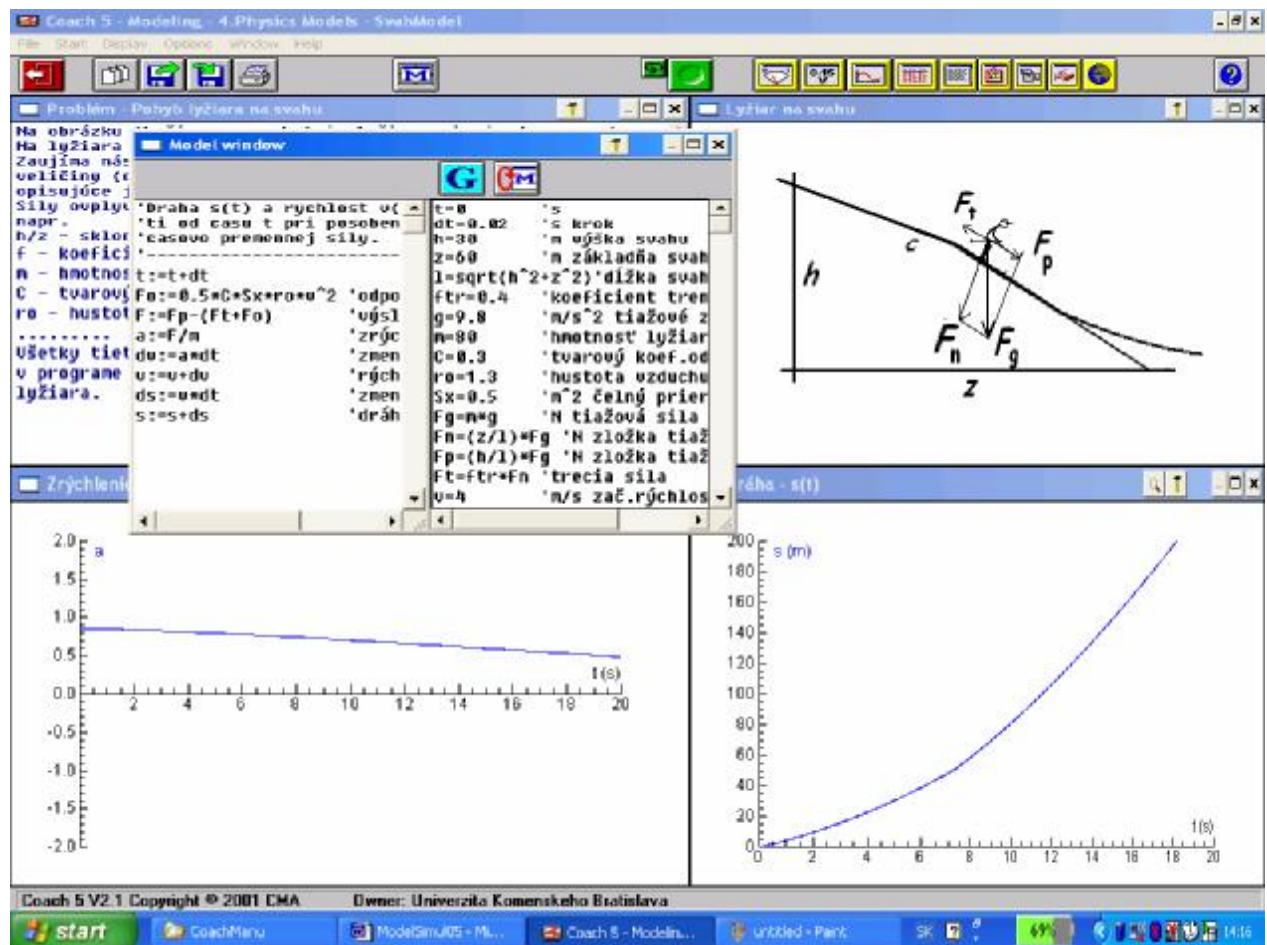 Coach 5 - Modeling - 4.Physics Models - SvahModel
File Start Display Options Window Help
Problém - Pohyb lyžiara na svahu
Na obrázku
Na lyžiara
Zaujíma nás
veličiny
opisujúce
Sily ovplyv
napr.
h/z - sklon
f - koefici
m - hmotnos
C - tvarový
ro - hustot
.........
Všetky tiet
v programe
lyžiara.
Model window
G
M
'Draha s(t) a rychlost v(
'ti od casu t pri posoben
'casovo premennej sily.
'------------------------
t:=t+dt
Fo:=0.5*C*Sx*ro*v^2 'odpo
F:=Fp-(Ft+Fo) 'výsl
a:=F/m 'zrýc
dv:=a*dt 'zmen
v:=v+dv 'rých
ds:=v*dt 'zmen
s:=s+ds 'dráh
t=0 's
dt=0.02 's krok
h=30 'm výška svahu
z=60 'm základňa svah
l=sqrt(h^2+z^2)'dĺžka svah
ftr=0.4 'koeficient tren
g=9.8 'm/s^2 tiažové z
m=80 'hmotnosť lyžiar
C=0.3 'tvarový koef.od
ro=1.3 'hustota vzduchu
Sx=0.5 'm^2 čelný prier
Fg=m*g 'N tiažová sila
Fn=(z/l)*Fg 'N zložka tiaž
Fp=(h/l)*Fg 'N zložka tiaž
Ft=ftr*Fn 'trecia sila
v=4 'm/s zač.rýchlos
Lyžiar na svahu
h
c
Ft
Fp
Fn
Fg
z
Zrýchleni
a
2.0
1.5
1.0
0.5
0.0
-0.5
-1.0
-1.5
-2.0
t(s)
2 4 6 8 10 12 14 16 18 20
ráha - s(t)
s (m)
200
180
160
140
120
100
80
60
40
20
0
t(s)
0 2 4 6 8 10 12 14 16 18 20
Coach 5 V2.1 Copyright © 2001 CMA Owner: Univerzita Komenskeho Bratislava
start CoachMenu ModelSimul05 - Mi... Coach 5 - Modelin... untitled - Paint SK 69% 14:16